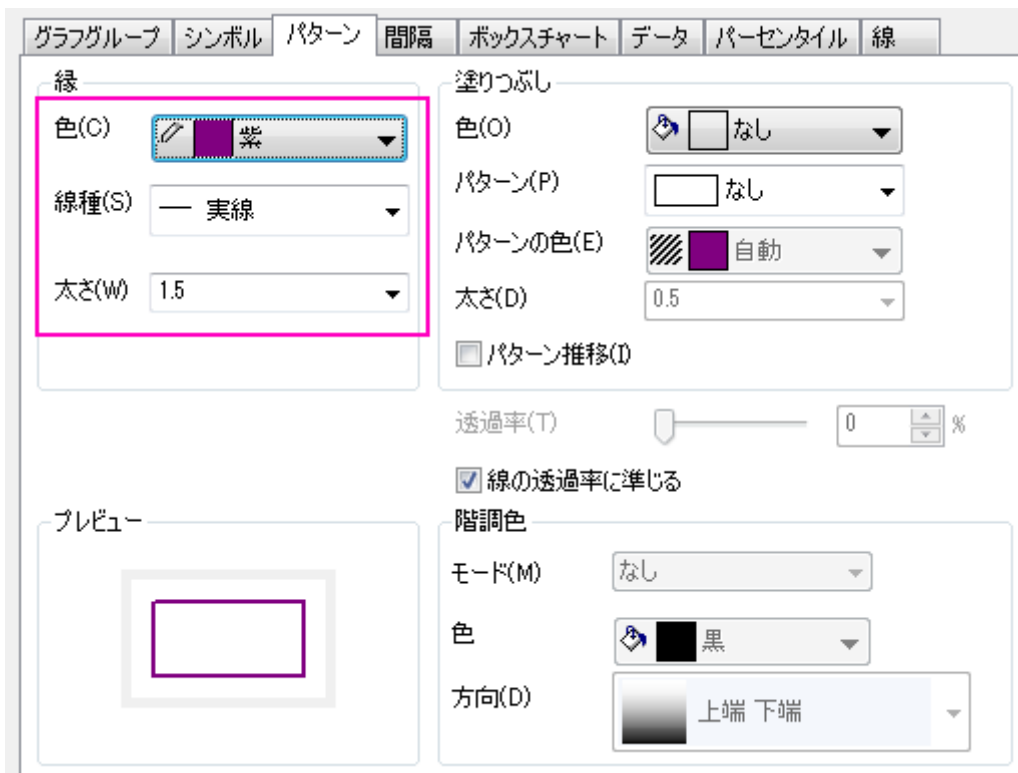 グラフグループ シンボル パターン 間隔 ボックスチャート データ パーセンタイル 線
縁
色(C) 紫
線種(S) 実線
太さ(W) 1.5
塗りつぶし
色(O) なし
パターン(P) なし
パターンの色(E) 自動
太さ(D) 0.5
パターン推移(I)
透過率(T) 0 %
線の透過率に準じる
プレビュー
階調色
モード(M) なし
色 黒
方向(D) 上端 下端